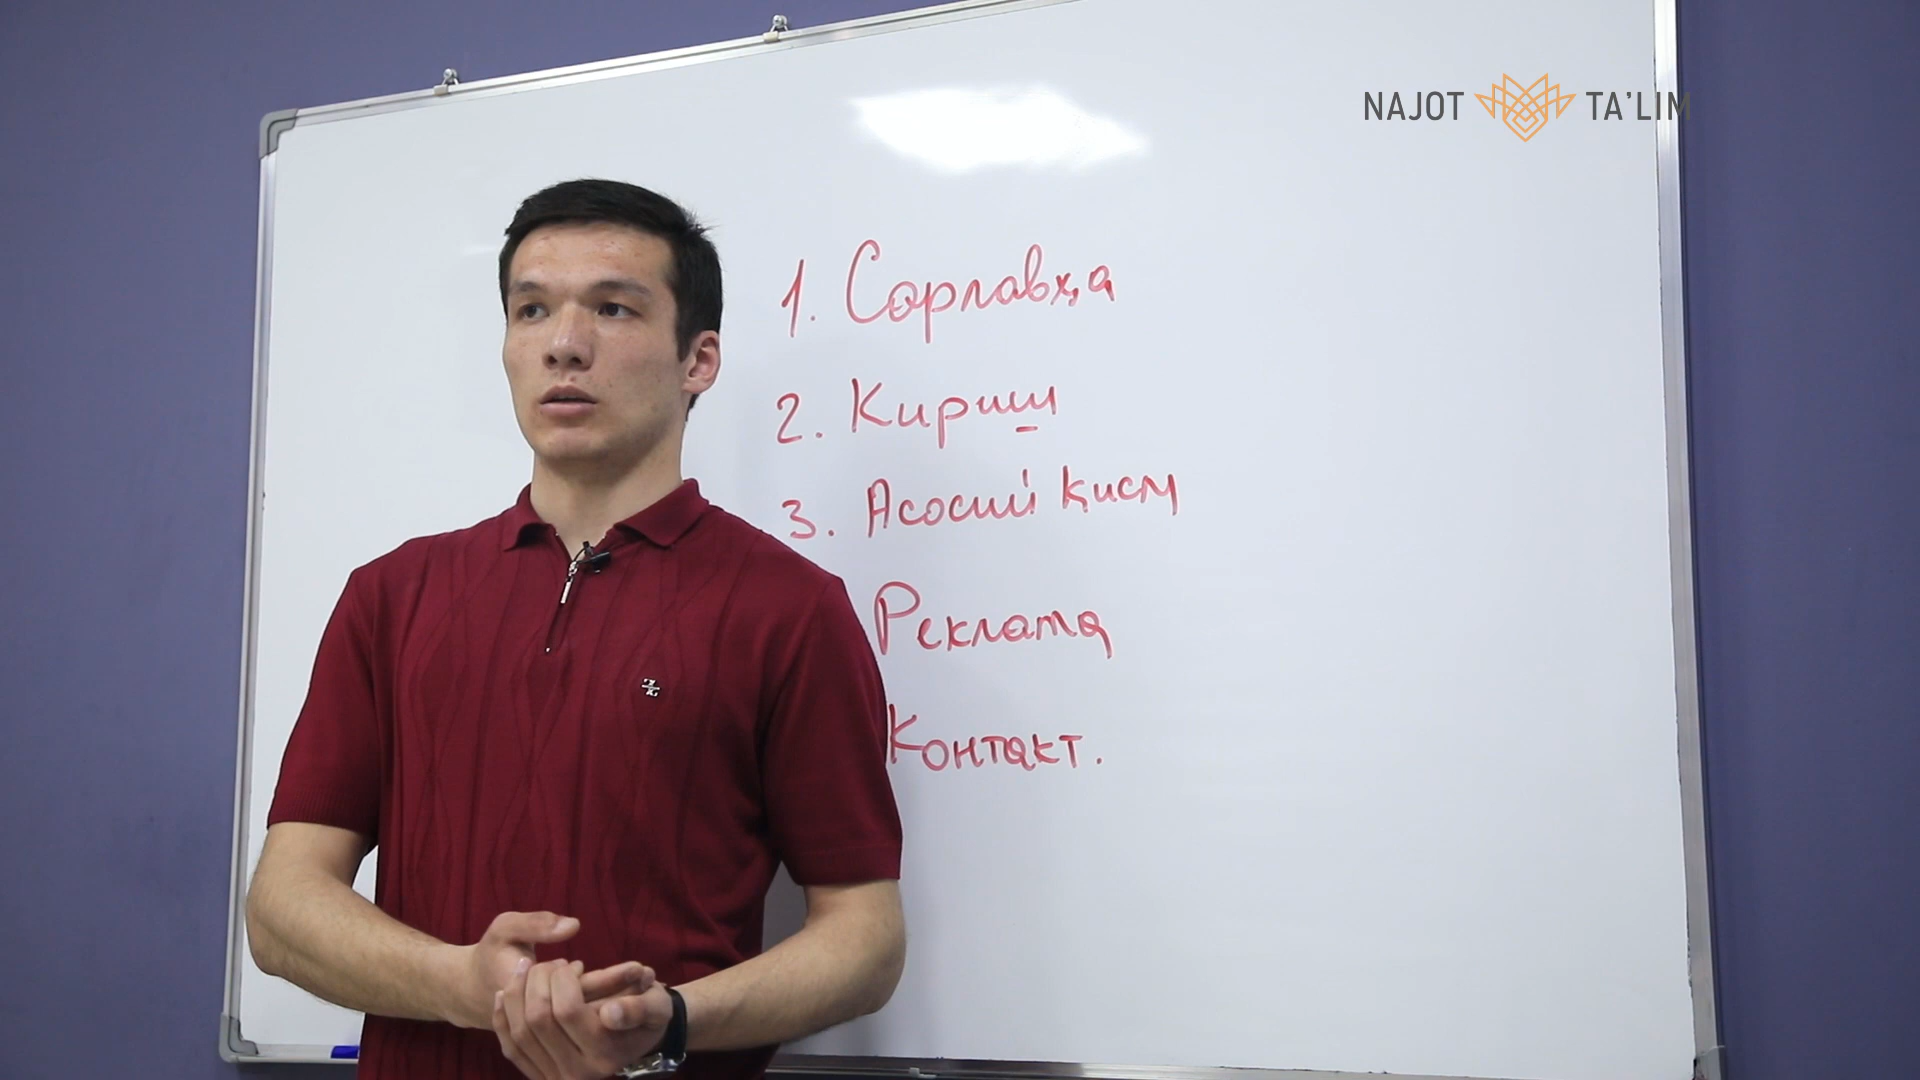 NAJOT TA'LIM
1. Сарлавҳа
2. Кириш
3. Асосий қисм
Реклама
Контакт.